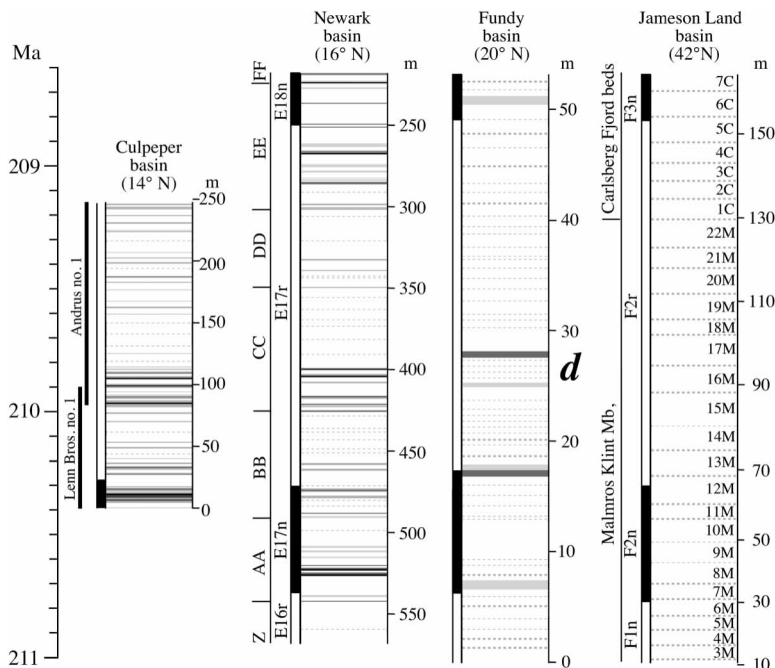 Ma
209
210
211
Culpeper
basin
(14° N)
m
250
200
150
100
50
0
Andrus no. 1
Lenn Bros. no. 1
Newark
basin
(16° N)
m
250
300
350
400
450
500
550
FF
EE
DD
CC
BB
AA
Z
E18n
E17r
E17n
E16r
Fundy
basin
(20° N)
m
50
40
30
20
10
0
d
Jameson Land
basin
(42°N)
m
150
130
110
90
70
50
30
10
Carlsberg Fjord beds
Malmros Klint Mb,
F3n
F2r
F2n
F1n
7C
6C
5C
4C
3C
2C
1C
22M
21M
20M
19M
18M
17M
16M
15M
14M
13M
12M
11M
10M
9M
8M
7M
6M
5M
4M
3M